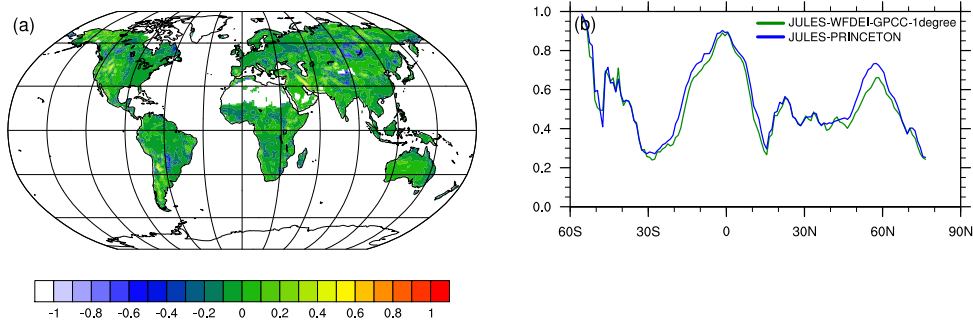 (a)
-1 -0.8 -0.6 -0.4 -0.2 0 0.2 0.4 0.6 0.8 1
(b)
JULES-WFDEI-GPCC-1degree
JULES-PRINCETON
1.0
0.8
0.6
0.4
0.2
0.0
60S 30S 0 30N 60N 90N